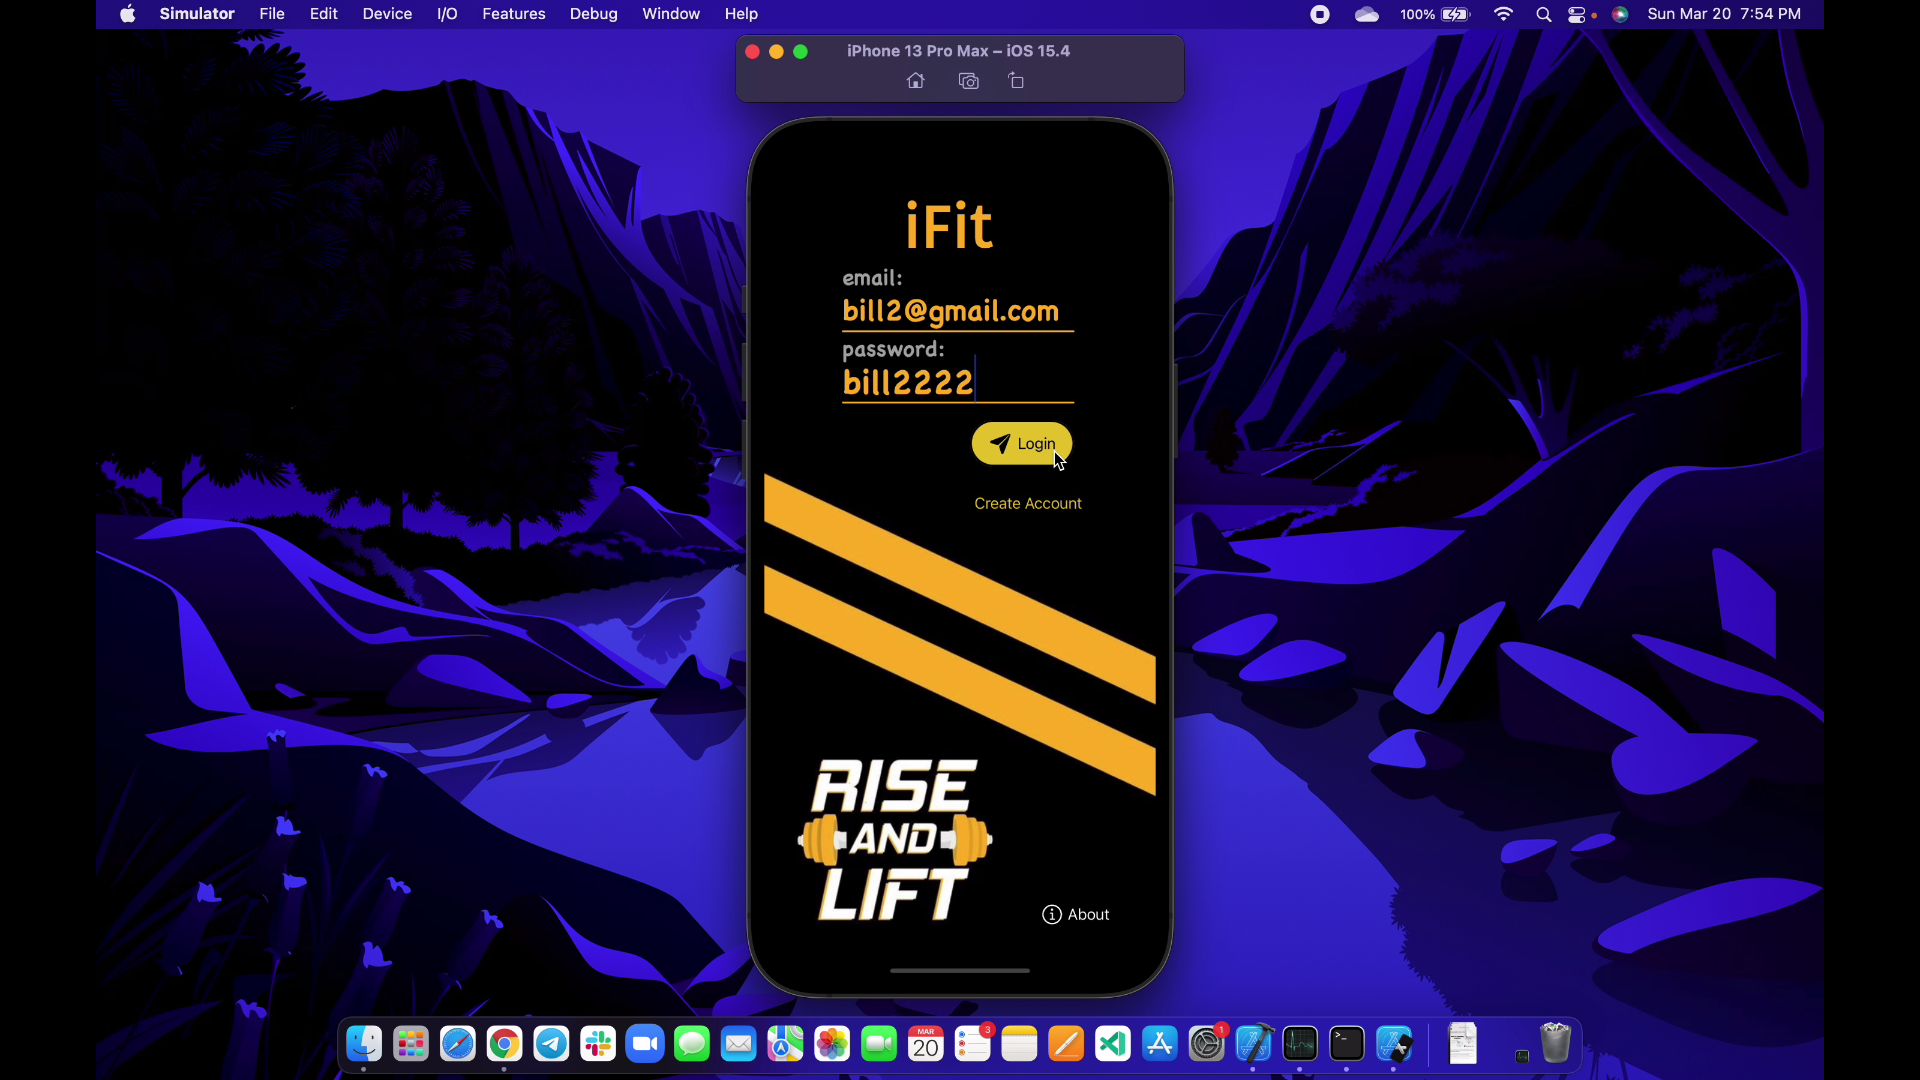 Simulator File Edit Device I/O Features Debug Window Help 100% Sun Mar 20 7:54 PM
iPhone 13 Pro Max – iOS 15.4
iFit
email:
bill2@gmail.com
password:
bill2222
Login
Create Account
RISE
AND
LIFT
About
MAR
20
3
1